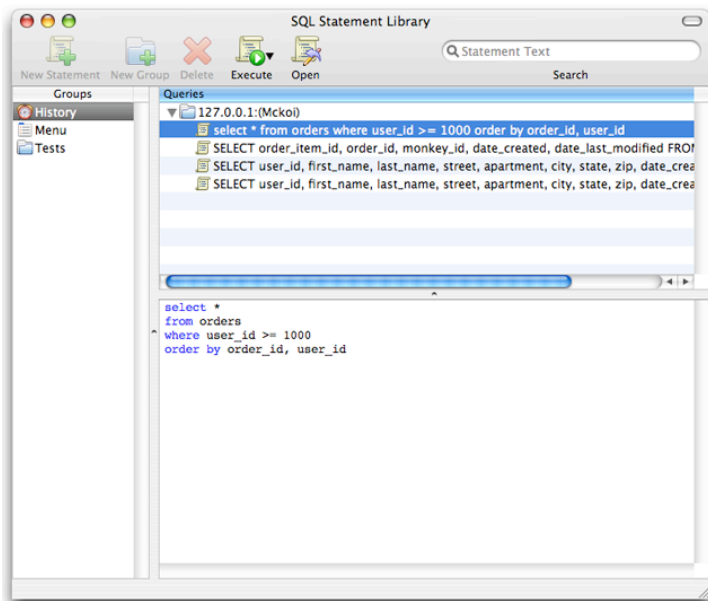 SQL Statement Library
New Statement New Group Delete Execute Open
Statement Text
Search
Groups
Queries
History
Menu
Tests
127.0.0.1:(Mckoi)
select * from orders where user_id >= 1000 order by order_id, user_id
SELECT order_item_id, order_id, monkey_id, date_created, date_last_modified FRO
SELECT user_id, first_name, last_name, street, apartment, city, state, zip, date_crea
SELECT user_id, first_name, last_name, street, apartment, city, state, zip, date_crea
select *
from orders
where user_id >= 1000
order by order_id, user_id